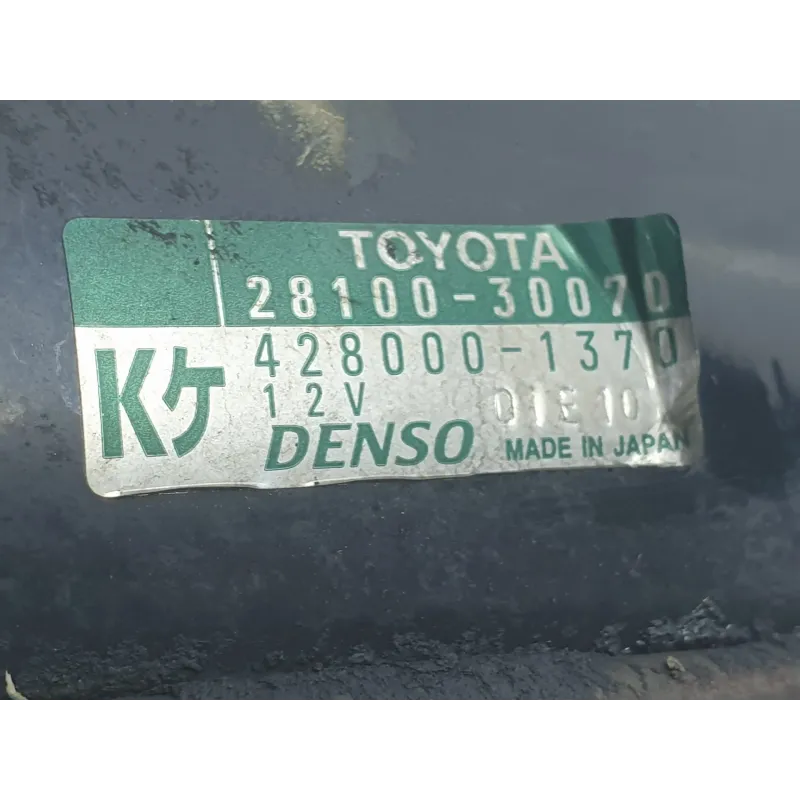 TOYOTA
28100-30070
Kケ
428000-1370
12V 01E10
DENSO MADE IN JAPAN